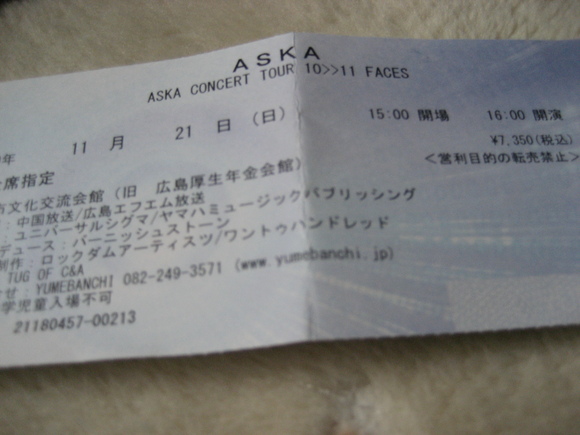 ASKA
ASKA CONCERT TOUR 10>>11 FACES
年 11 月 21 日 (日) 15:00 開場 16:00 開演
¥7,350(税込)
席指定 <営利目的の転売禁止>
市文化交流会館(旧 広島厚生年金会館)
:中国放送/広島エフエム放送
:ユニバーサルシグマ/ヤマハミュージックパブリッシング
デュース:バーニッシュストーン
制作:ロックダムアーティスツ/ワントゥハンドレッド
TUG OF C&A
せ:YUMEBANCHI 082-249-3571 (www.yumebanchi.jp)
学児童入場不可
21180457-00213